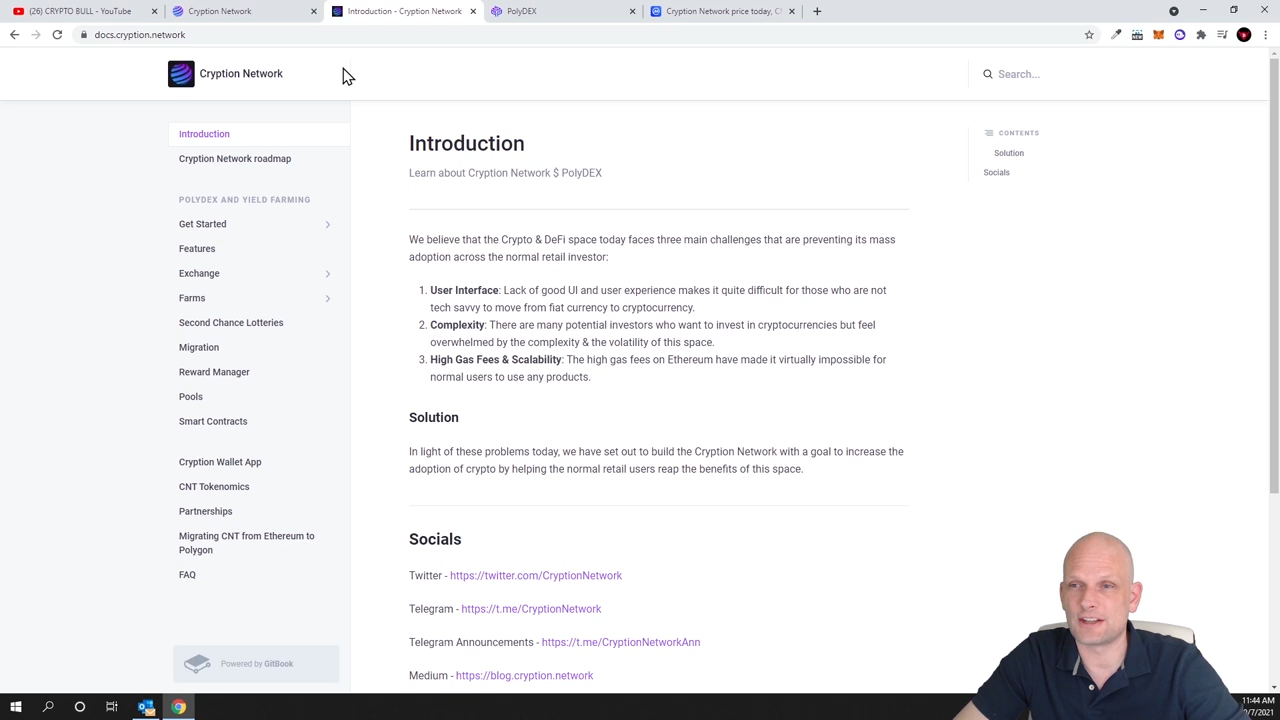 (26) CRYPTO BULL - YouTube
Cryption Network
Introduction - Cryption Network
PolyDEX
Cryption Network price today, C
docs.cryption.network
Cryption Network
Search...
Introduction
Cryption Network roadmap
POLYDEX AND YIELD FARMING
Get Started
Features
Exchange
Farms
Second Chance Lotteries
Migration
Reward Manager
Pools
Smart Contracts
Cryption Wallet App
CNT Tokenomics
Partnerships
Migrating CNT from Ethereum to
Polygon
FAQ
Powered by GitBook
Introduction
Learn about Cryption Network $ PolyDEX
We believe that the Crypto & DeFi space today faces three main challenges that are preventing its mass
adoption across the normal retail investor:
1. User Interface: Lack of good UI and user experience makes it quite difficult for those who are not
tech savvy to move from fiat currency to cryptocurrency.
2. Complexity: There are many potential investors who want to invest in cryptocurrencies but feel
overwhelmed by the complexity & the volatility of this space.
3. High Gas Fees & Scalability: The high gas fees on Ethereum have made it virtually impossible for
normal users to use any products.
Solution
In light of these problems today, we have set out to build the Cryption Network with a goal to increase the
adoption of crypto by helping the normal retail users reap the benefits of this space.
Socials
Twitter - https://twitter.com/CryptionNetwork
Telegram - https://t.me/CryptionNetwork
Telegram Announcements - https://t.me/CryptionNetworkAnn
Medium - https://blog.cryption.network
CONTENTS
Solution
Socials
11:44 AM
/7/2021